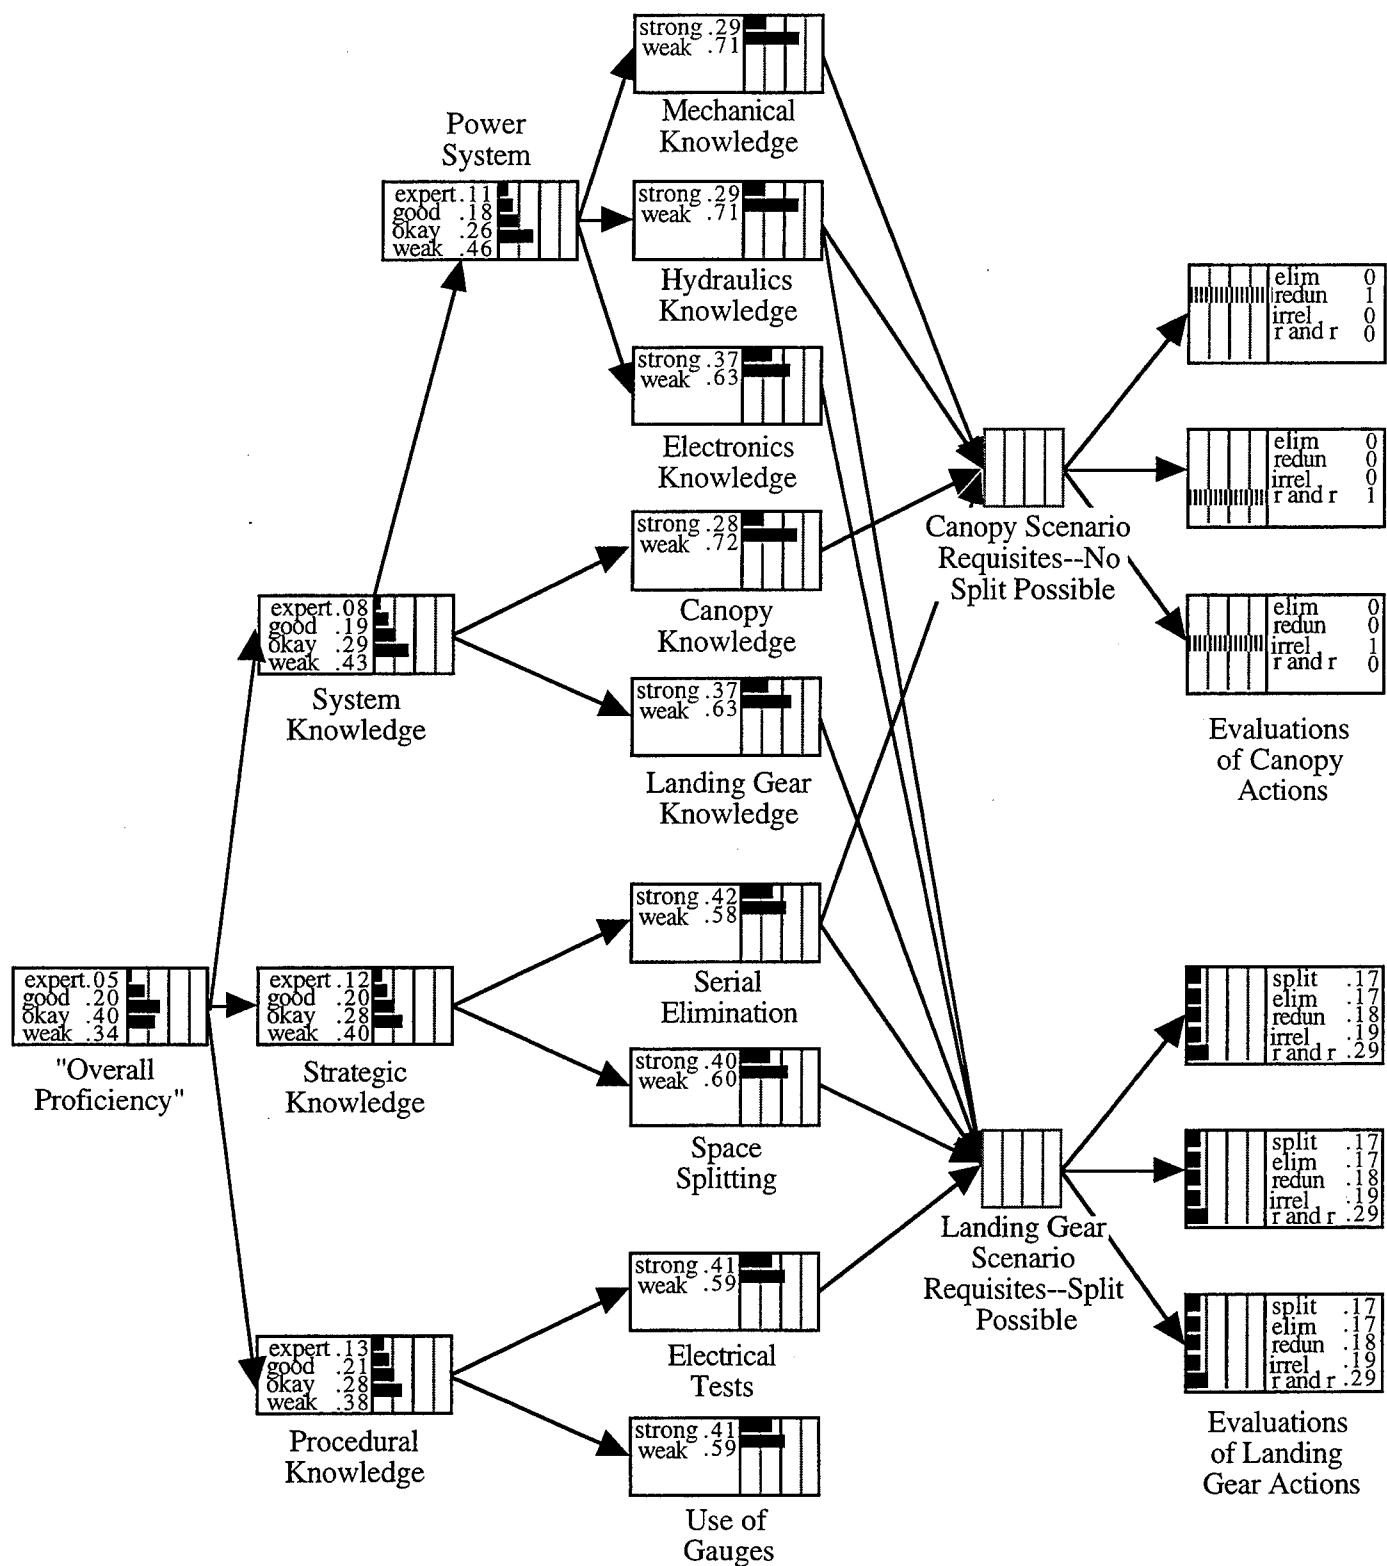 strong .29
weak .71
Mechanical
Knowledge
Power
System
expert .11
good .18
okay .26
weak .46
strong .29
weak .71
Hydraulics
Knowledge
strong .37
weak .63
Electronics
Knowledge
strong .28
weak .72
Canopy
Knowledge
expert .08
good .19
okay .29
weak .43
System
Knowledge
strong .37
weak .63
Landing Gear
Knowledge
strong .42
weak .58
Serial
Elimination
expert .05
good .20
okay .40
weak .34
"Overall
Proficiency"
expert .12
good .20
okay .28
weak .40
Strategic
Knowledge
strong .40
weak .60
Space
Splitting
strong .41
weak .59
Electrical
Tests
expert .13
good .21
okay .28
weak .38
Procedural
Knowledge
strong .41
weak .59
Use of
Gauges
Canopy Scenario
Requisites--No
Split Possible
elim 0
redun 1
irrel 0
r and r 0
elim 0
redun 0
irrel 0
r and r 1
elim 0
redun 0
irrel 1
r and r 0
Evaluations
of Canopy
Actions
Landing Gear
Scenario
Requisites--Split
Possible
split .17
elim .17
redun .18
irrel .19
r and r .29
split .17
elim .17
redun .18
irrel .19
r and r .29
split .17
elim .17
redun .18
irrel .19
r and r .29
Evaluations
of Landing
Gear Actions